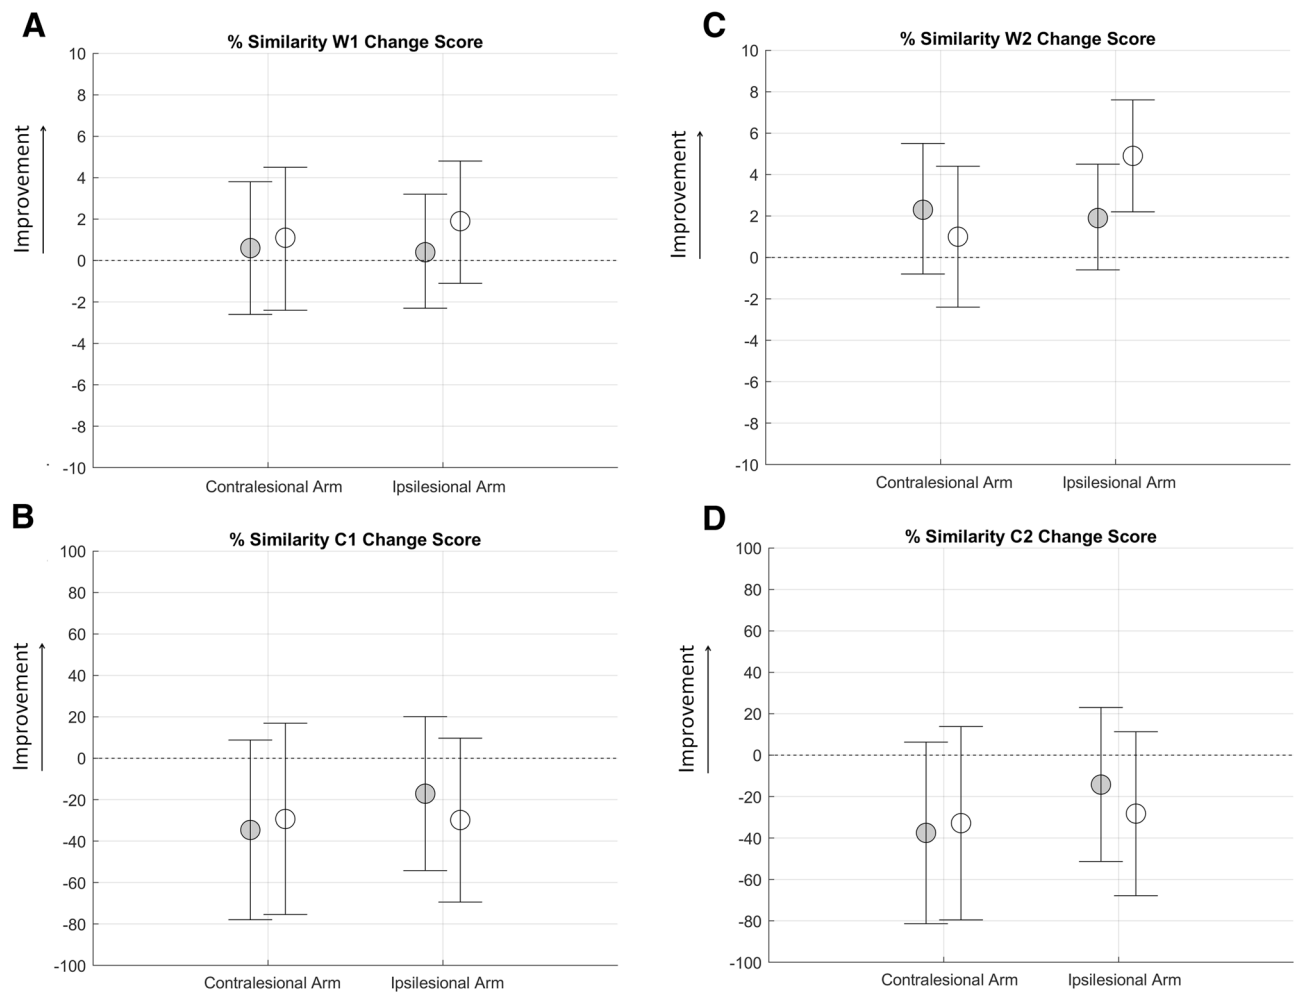 A
% Similarity W1 Change Score
10
8
6
4
2
0
-2
-4
-6
-8
-10
Improvement
Contralesional Arm Ipsilesional Arm
C
% Similarity W2 Change Score
10
8
6
4
2
0
-2
-4
-6
-8
-10
Improvement
Contralesional Arm Ipsilesional Arm
B
% Similarity C1 Change Score
100
80
60
40
20
0
-20
-40
-60
-80
-100
Improvement
Contralesional Arm Ipsilesional Arm
D
% Similarity C2 Change Score
100
80
60
40
20
0
-20
-40
-60
-80
-100
Improvement
Contralesional Arm Ipsilesional Arm